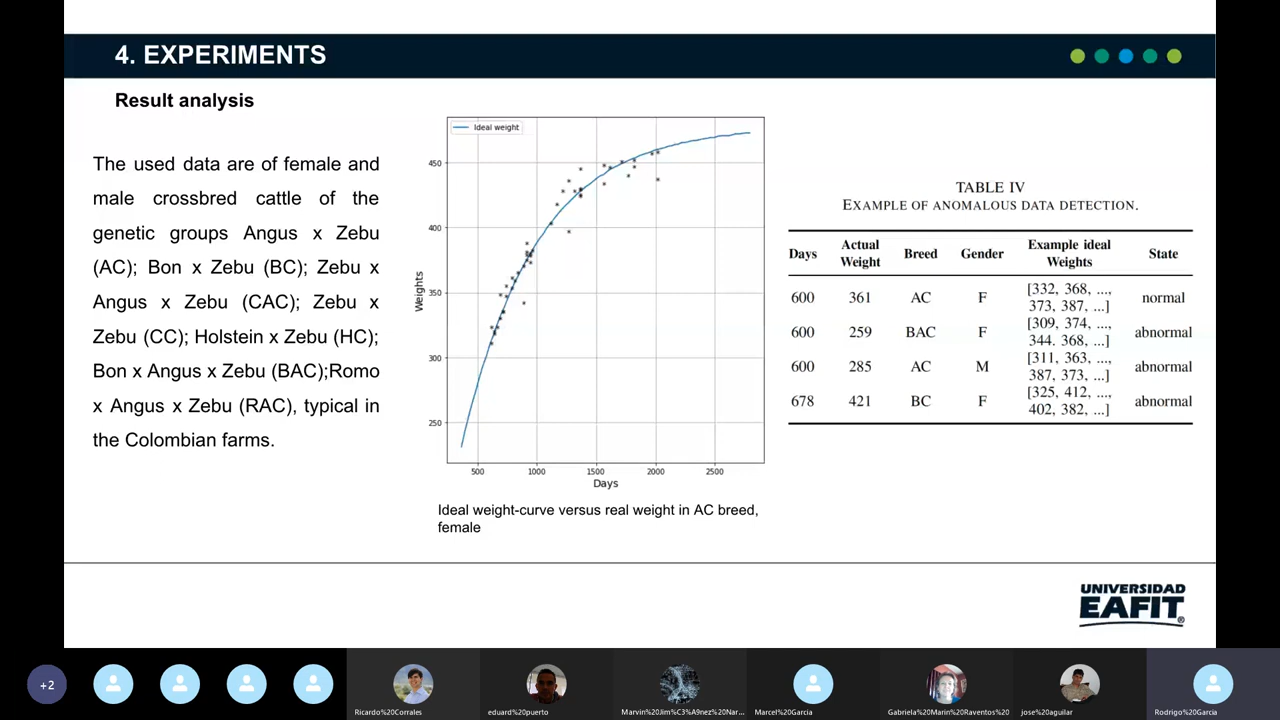 4. EXPERIMENTS
Result analysis
The used data are of female and
male crossbred cattle of the
genetic groups Angus x Zebu
(AC); Bon x Zebu (BC); Zebu x
Angus x Zebu (CAC); Zebu x
Zebu (CC); Holstein x Zebu (HC);
Bon x Angus x Zebu (BAC);Romo
x Angus x Zebu (RAC), typical in
the Colombian farms.
Ideal weight
450
400
350
300
250
Weights
500 1000 1500 2000 2500
Days
Ideal weight-curve versus real weight in AC breed,
female
TABLE IV
EXAMPLE OF ANOMALOUS DATA DETECTION.
Days Actual Weight Breed Gender Example ideal Weights State
600 361 AC F [332, 368, ..., 373, 387, ...] normal
600 259 BAC F [309, 374, ..., 344. 368, ...] abnormal
600 285 AC M [311, 363, ..., 387, 373, ...] abnormal
678 421 BC F [325, 412, ..., 402, 382, ...] abnormal
UNIVERSIDAD
EAFIT®
+2
Ricardo%20Corrales
eduard%20puerto
Marvin%20Jim%C3%A9nez%20Nar...
Marcel%20Garcia
Gabriela%20Marin%20Raventos%20
jose%20aguilar
Rodrigo%20Garcia